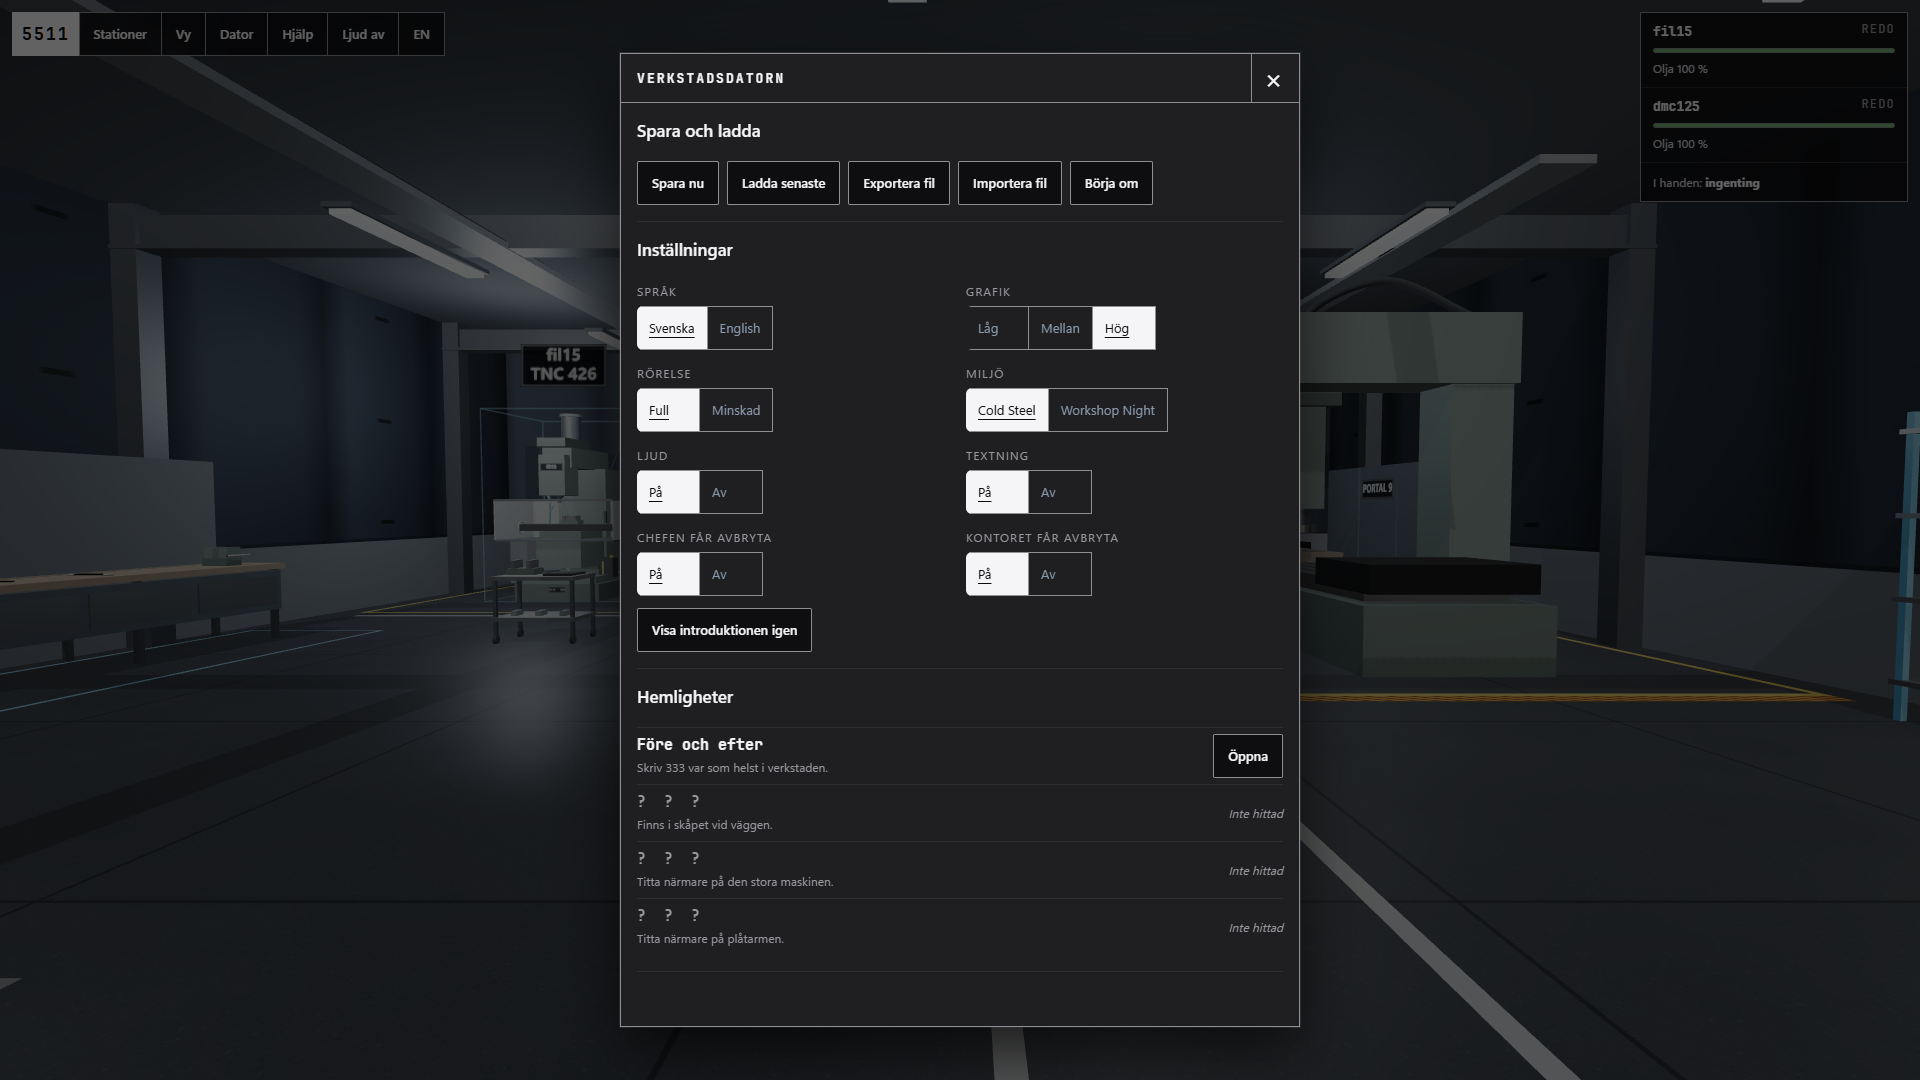 5511 Stationer Vy Dator Hjälp Ljud av EN
fil15 REDO
Olja 100 %
dmc125 REDO
Olja 100 %
I handen: ingenting
fil15
TNC 426
PORTAL 9
VERKSTADSDATORN
Spara och ladda
Spara nu Ladda senaste Exportera fil Importera fil Börja om
Inställningar
SPRÅK GRAFIK
Svenska English Låg Mellan Hög
RÖRELSE MILJÖ
Full Minskad Cold Steel Workshop Night
LJUD TEXTNING
På Av På Av
CHEFEN FÅR AVBRYTA KONTORET FÅR AVBRYTA
På Av På Av
Visa introduktionen igen
Hemligheter
Före och efter Öppna
Skriv 333 var som helst i verkstaden.
? ? ? Inte hittad
Finns i skåpet vid väggen.
? ? ? Inte hittad
Titta närmare på den stora maskinen.
? ? ? Inte hittad
Titta närmare på plåtarmen.